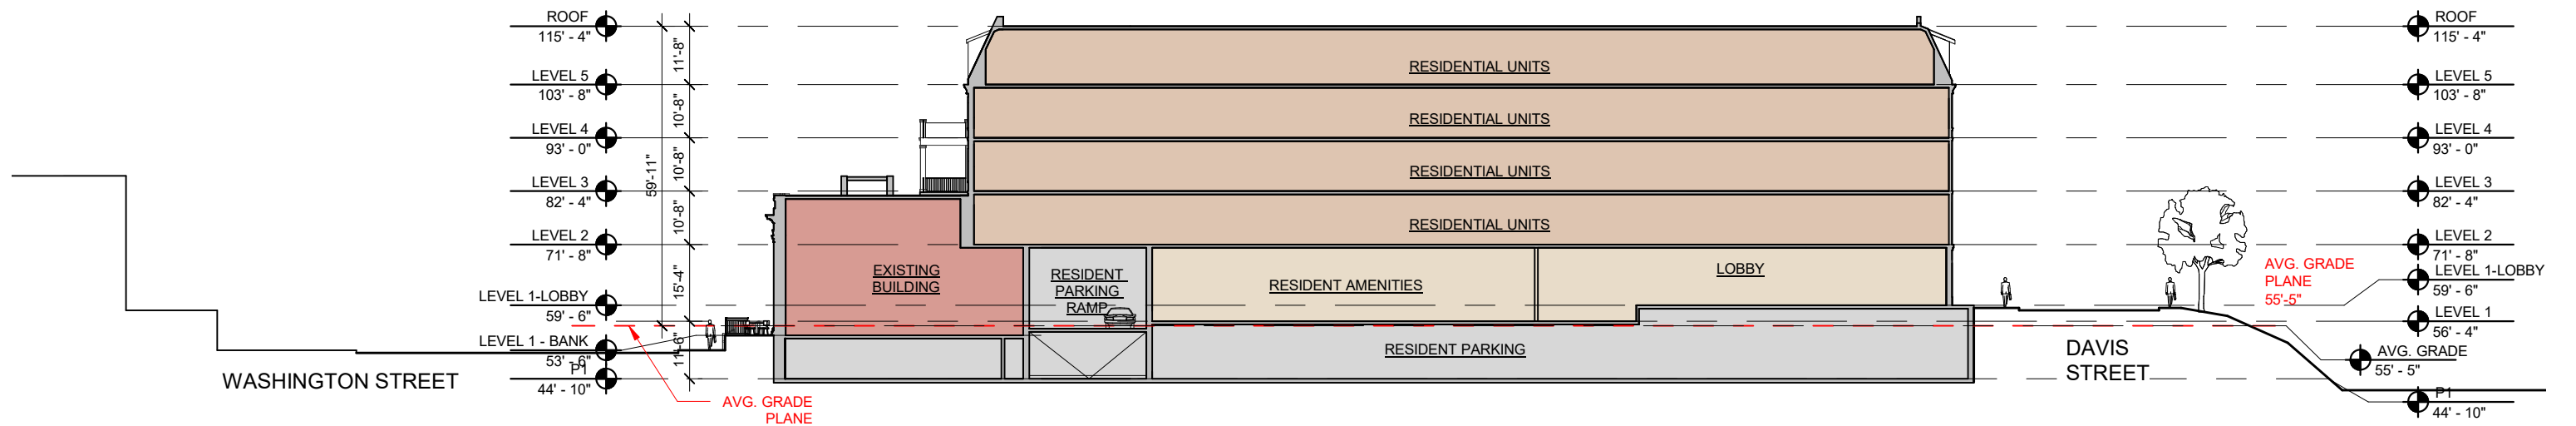 ROOF
115' - 4"
LEVEL 5
103' - 8"
LEVEL 4
93' - 0"
LEVEL 3
82' - 4"
LEVEL 2
71' - 8"
LEVEL 1-LOBBY
59' - 6"
LEVEL 1 - BANK
53' - 6"
P1
44' - 10"
WASHINGTON STREET
59'-11"
11'-8"
10'-8"
10'-8"
10'-8"
15'-4"
11'-6"
AVG. GRADE
PLANE
RESIDENTIAL UNITS
RESIDENTIAL UNITS
RESIDENTIAL UNITS
RESIDENTIAL UNITS
EXISTING
BUILDING
RESIDENT
PARKING
RAMP
RESIDENT AMENITIES
LOBBY
RESIDENT PARKING
DAVIS
STREET
AVG. GRADE
PLANE
55'-5"
ROOF
115' - 4"
LEVEL 5
103' - 8"
LEVEL 4
93' - 0"
LEVEL 3
82' - 4"
LEVEL 2
71' - 8"
LEVEL 1-LOBBY
59' - 6"
LEVEL 1
56' - 4"
AVG. GRADE
55' - 5"
P1
44' - 10"